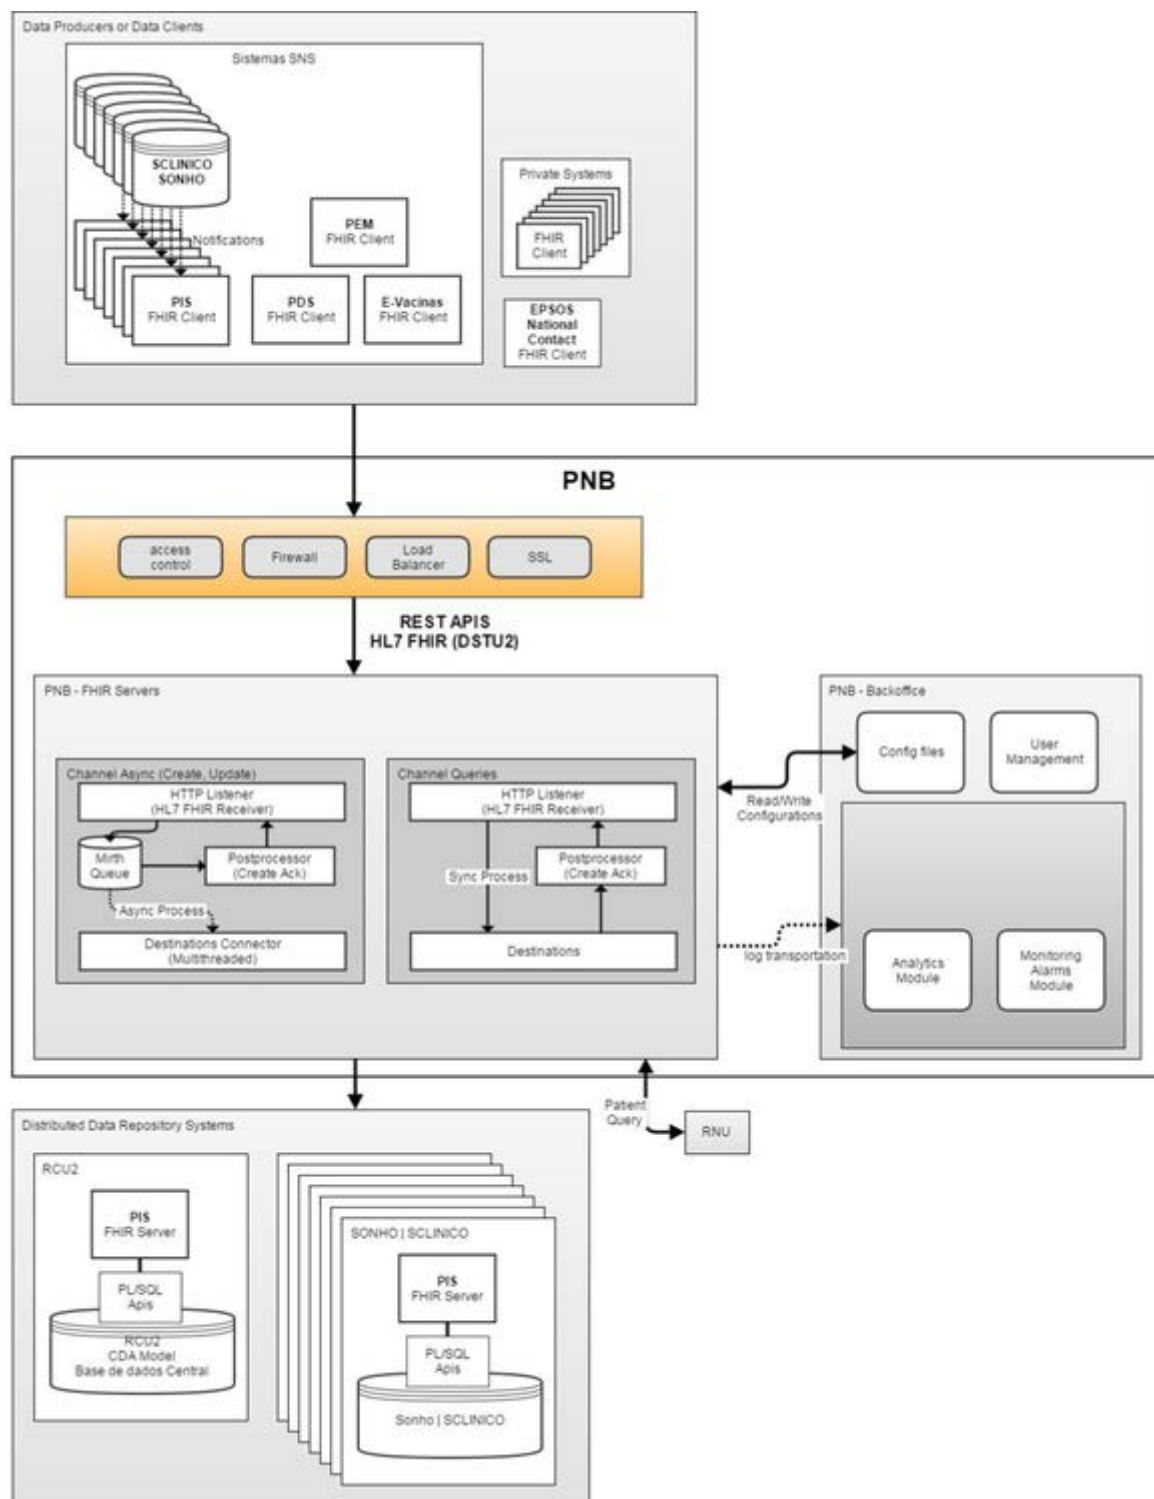 Data Producers or Data Clients
Sistemas SNS
SCLINICO
SONHO
Notifications
PIS
FHIR Client
PEM
FHIR Client
PDS
FHIR Client
E-Vacinas
FHIR Client
Private Systems
FHIR
Client
EPSOS
National
Contact
FHIR Client
PNB
access
control
Firewall
Load
Balancer
SSL
REST APIS
HL7 FHIR (DSTU2)
PNB - FHIR Servers
Channel Async (Create, Update)
HTTP Listener
(HL7 FHIR Receiver)
Mirth
Queue
Postprocessor
(Create Ack)
Async Process
Destinations Connector
(Multithreaded)
Channel Queries
HTTP Listener
(HL7 FHIR Receiver)
Sync Process
Postprocessor
(Create Ack)
Destinations
PNB - Backoffice
Config files
User
Management
Read/Write
Configurations
log transportation
Analytics
Module
Monitoring
Alarms
Module
Patient
Query
RNU
Distributed Data Repository Systems
RCU2
PIS
FHIR Server
PL/SQL
Apis
RCU2
CDA Model
Base de dados Central
SONHO | SCLINICO
PIS
FHIR Server
PL/SQL
Apis
Sonho | SCLINICO